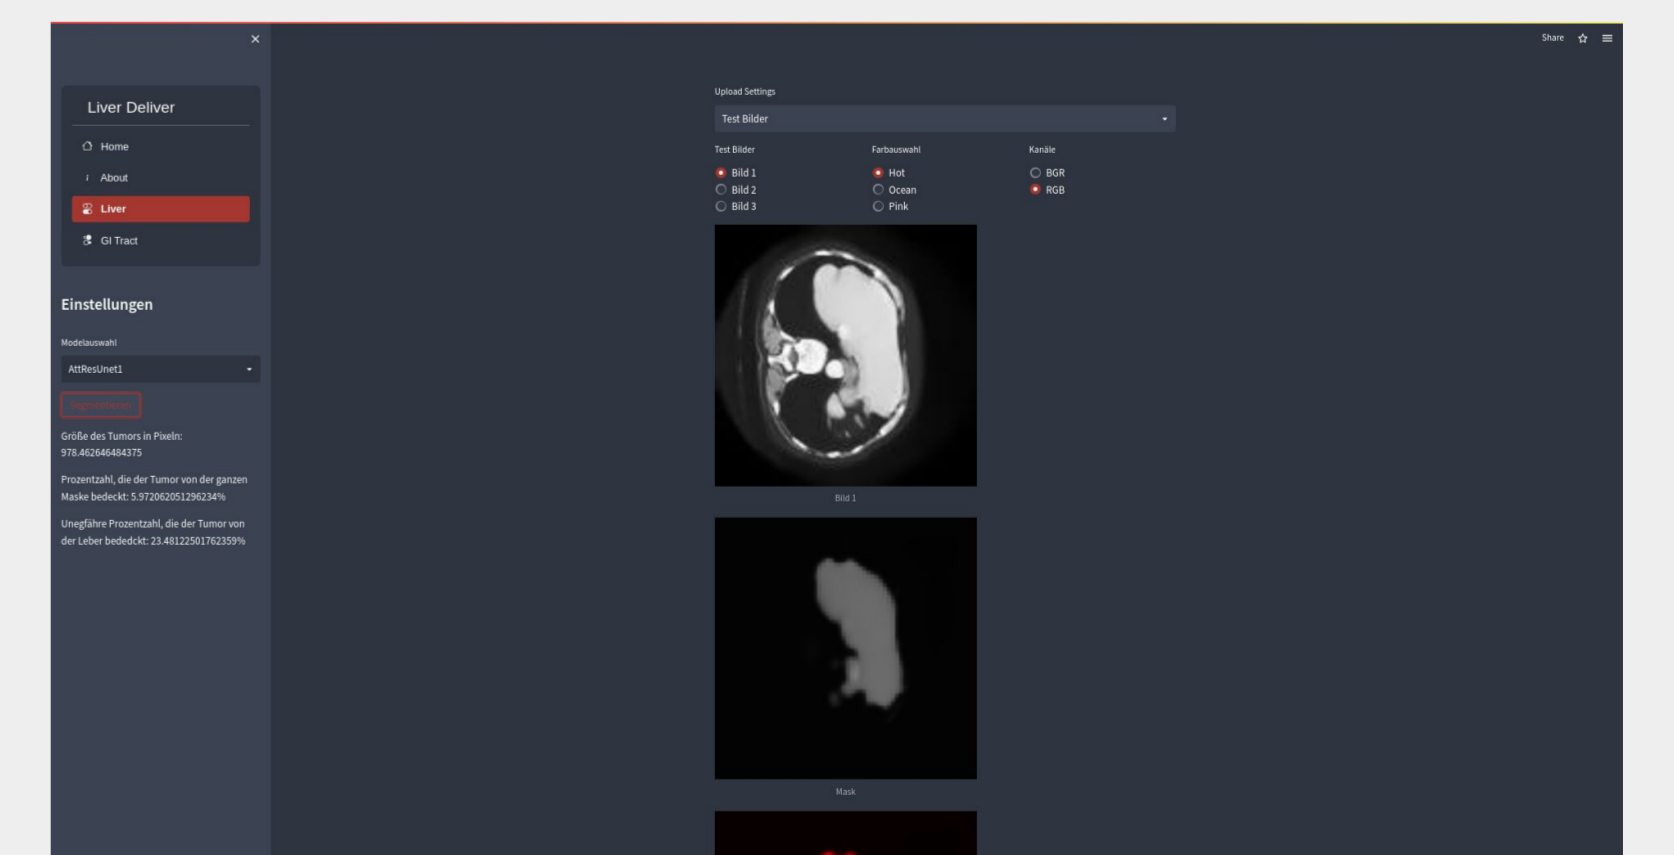 Share
Liver Deliver
Home
About
Liver
GI Tract
Einstellungen
Modelauswahl
AttResUnet1
Größe des Tumors in Pixeln:
978.462646484375
Prozentzahl, die der Tumor von der ganzen
Maske bedeckt: 5.972062051296234%
Unegfähre Prozentzahl, die der Tumor von
der Leber bededckt: 23.48122501762359%
Upload Settings
Test Bilder
Test Bilder
Bild 1
Bild 2
Bild 3
Farbauswahl
Hot
Ocean
Pink
Kanäle
BGR
RGB
Bild 1
Mask